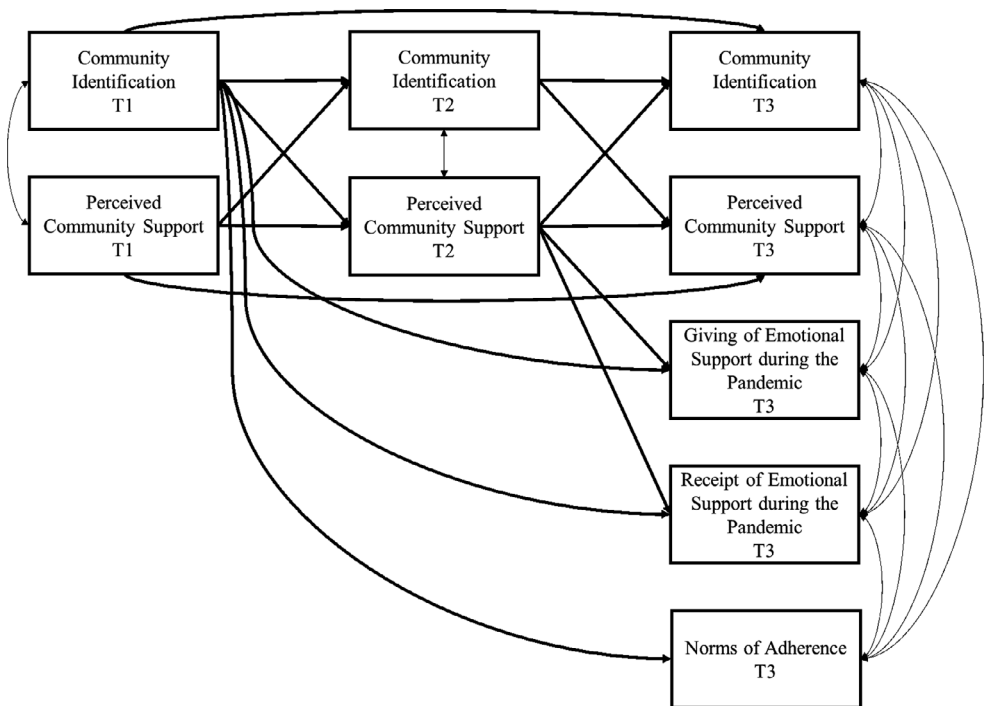 Community
Identification
T1
Community
Identification
T2
Community
Identification
T3
Perceived
Community Support
T1
Perceived
Community Support
T2
Perceived
Community Support
T3
Giving of Emotional
Support during the
Pandemic
T3
Receipt of Emotional
Support during the
Pandemic
T3
Norms of Adherence
T3